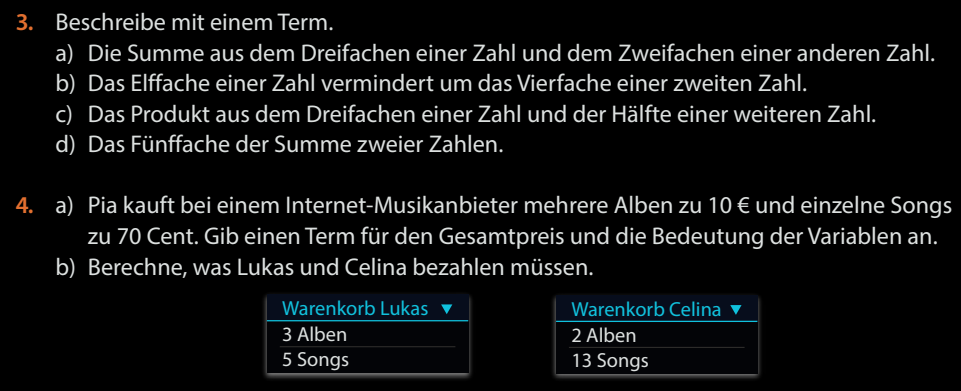 3. Beschreibe mit einem Term.
a) Die Summe aus dem Dreifachen einer Zahl und dem Zweifachen einer anderen Zahl.
b) Das Elffache einer Zahl vermindert um das Vierfache einer zweiten Zahl.
c) Das Produkt aus dem Dreifachen einer Zahl und der Hälfte einer weiteren Zahl.
d) Das Fünffache der Summe zweier Zahlen.
4. a) Pia kauft bei einem Internet-Musikanbieter mehrere Alben zu 10 € und einzelne Songs
zu 70 Cent. Gib einen Term für den Gesamtpreis und die Bedeutung der Variablen an.
b) Berechne, was Lukas und Celina bezahlen müssen.
Warenkorb Lukas ▼
3 Alben
5 Songs
Warenkorb Celina ▼
2 Alben
13 Songs